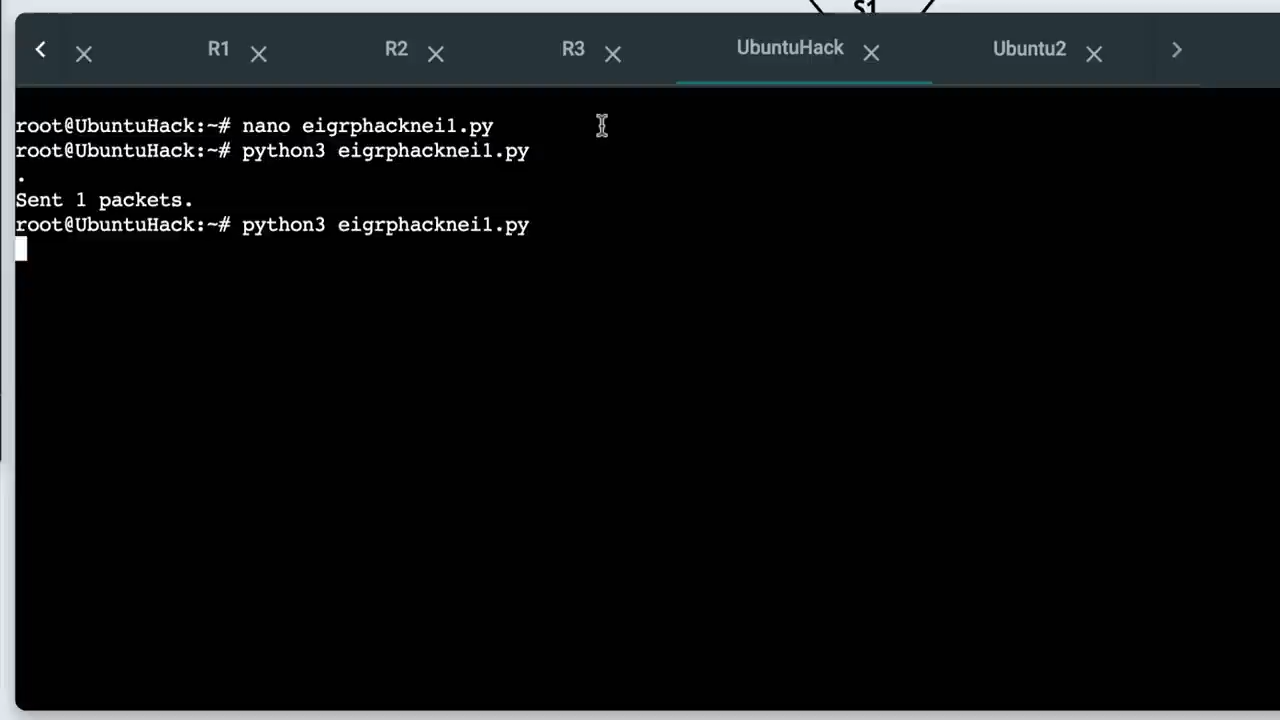 S1
R1
R2
R3
UbuntuHack
Ubuntu2
root@UbuntuHack:~# nano eigrphacknei1.py
root@UbuntuHack:~# python3 eigrphacknei1.py
.
Sent 1 packets.
root@UbuntuHack:~# python3 eigrphacknei1.py